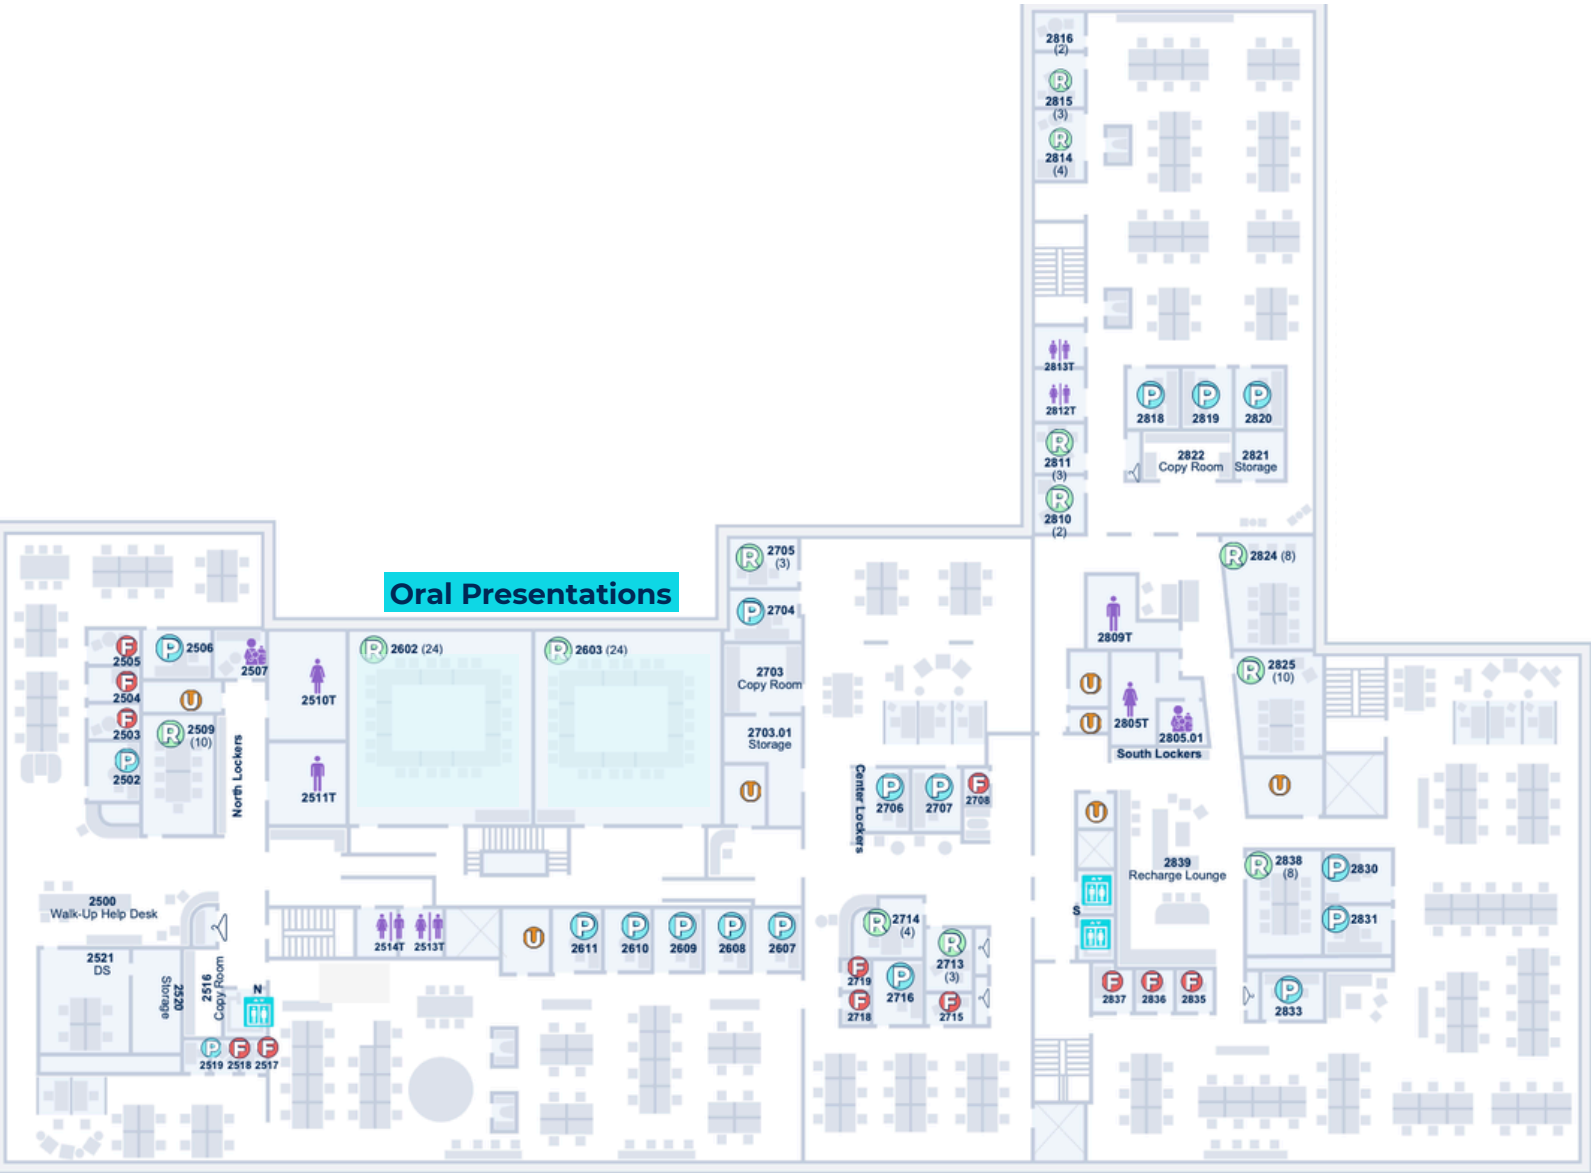 2816
(2)
R
2815
(3)
R
2814
(4)
2813T
2812T
P
2818
P
2819
P
2820
R
2811
(3)
2822
Copy Room
2821
Storage
R
2810
(2)
Oral Presentations
R 2705
(3)
P 2704
R 2824 (8)
2809T
F
2505
P 2506
2507
F
2504
U
F
2503
R 2509
(10)
P
2502
North Lockers
2510T
2511T
R 2602 (24)
R 2603 (24)
2703
Copy Room
2703.01
Storage
U
U
U
2805T
2805.01
South Lockers
R 2825
(10)
U
Center Lockers
P
2706
P
2707
F
2708
U
2839
Recharge Lounge
R 2838
(8)
P 2830
P 2831
S
2500
Walk-Up Help Desk
2521
DS
2520
Storage
2516
Copy Room
N
P
2519
F
2518
F
2517
2514T
2513T
U
P
2611
P
2610
P
2609
P
2608
P
2607
R 2714
(4)
R
2713
(3)
F
2719
P
2716
F
2718
F
2715
F
2837
F
2836
F
2835
P
2833